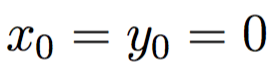 x₀ = y₀ = 0